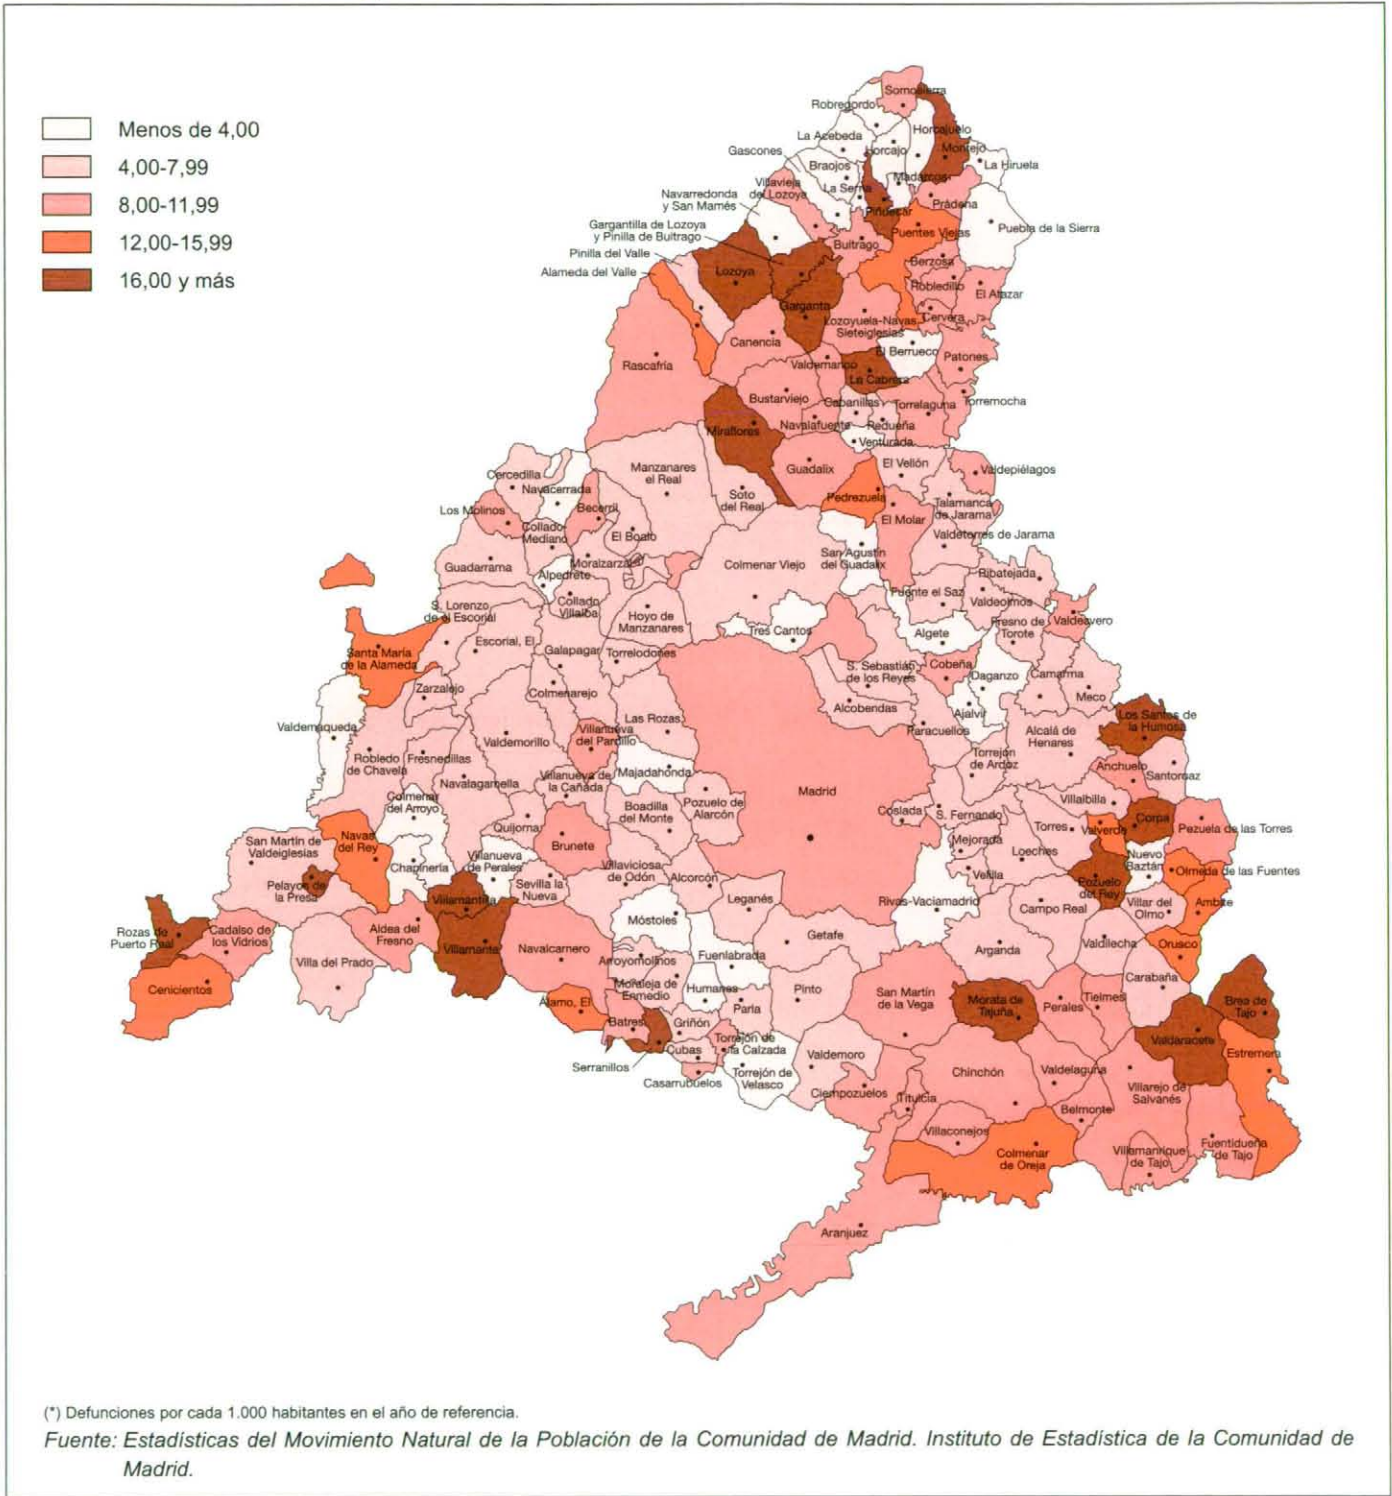 Menos de 4,00
4,00-7,99
8,00-11,99
12,00-15,99
16,00 y más
Somosierra
Robregordo
La Acebeda
Horcajuelo
Gascones
Horcajo
Montejo
La Hiruela
Braojos
Madarcos
Villavieja
del Lozoya
La Serna
Navarredonda
y San Mamés
Piñuecar
Prádena
Gargantilla de Lozoya
y Pinilla de Buitrago
Puentes Viejas
Puebla de la Sierra
Buitrago
Pinilla del Valle
Berzosa
Alameda del Valle
Lozoya
Robledillo
El Atazar
Garganta
Lozoyuela-Navas
Sieteiglesias
Cervera
Canencia
El Berrueco
Patones
Rascafría
Valdemanco
La Cabrera
Bustarviejo
Cabanillas
Torrelaguna
Torremocha
Miraflores
Navalafuente
Redueña
Venturada
Cercedilla
Manzanares
el Real
Guadalix
El Vellón
Valdepiélagos
Navacerrada
Soto
del Real
Pedrezuela
Talamanca
de Jarama
Los Molinos
Becerril
El Molar
Collado-
Mediano
El Boalo
Valdetorres de Jarama
San Agustín
del Guadalix
Guadarrama
Moralzarzal
Colmenar Viejo
Alpedrete
Ribatejada
Collado
Villalba
Puente el Saz
Valdeolmos
S. Lorenzo
de el Escorial
Hoyo de
Manzanares
Fresno de
Torote
Valdeavero
Tres Cantos
Algete
Escorial, El
Santa María
de la Alameda
Galapagar
Torrelodones
S. Sebastián
de los Reyes
Cobeña
Daganzo
Camarma
Zarzalejo
Colmenarejo
Meco
Alcobendas
Ajalvir
Valdemaqueda
Las Rozas
Los Santos de
la Humosa
Villanueva
del Pardillo
Paracuellos
Alcalá de
Henares
Valdemorillo
Robledo
de Chavela
Fresnedillas
Torrejón
de Ardoz
Anchuelo
Majadahonda
Santorcaz
Navalagamella
Villanueva de
la Cañada
Madrid
Colmenar
del Arroyo
Boadilla
del Monte
Pozuelo de
Alarcón
Villalbilla
Coslada
S. Fernando
Corpa
Quijorna
Torres
Valverde
Pezuela de las Torres
San Martín de
Valdeiglesias
Navas
del Rey
Brunete
Mejorada
Loeches
Nuevo
Baztán
Chapinería
Villanueva
de Perales
Villaviciosa
de Odón
Velilla
Olmeda de las Fuentes
Pelayos de
la Presa
Sevilla la
Nueva
Alcorcón
Pozuelo
del Rey
Villamantilla
Leganés
Rivas-Vaciamadrid
Campo Real
Villar del
Olmo
Ambite
Móstoles
Rozas de
Puerto Real
Cadalso de
los Vidrios
Aldea del
Fresno
Getafe
Valdilecha
Orusco
Villamanta
Navalcarnero
Arganda
Villa del Prado
Arroyomolinos
Fuenlabrada
Carabaña
Cenicientos
Moraleja de
Enmedio
Humanes
Pinto
San Martín
de la Vega
Morata de
Tajuña
Perales
Tielmes
Brea de
Tajo
Álamo, El
Parla
Batres
Griñón
Torrejón de
la Calzada
Valdaracete
Serranillos
Cubas
Valdemoro
Estremera
Casarrubuelos
Torrejón de
Velasco
Chinchón
Valdelaguna
Ciempozuelos
Titulcia
Villarejo de
Salvanés
Belmonte
Villaconejos
Colmenar
de Oreja
Villamanrique
de Tajo
Fuentidueña
de Tajo
Aranjuez
(*) Defunciones por cada 1.000 habitantes en el año de referencia.
Fuente: Estadísticas del Movimiento Natural de la Población de la Comunidad de Madrid. Instituto de Estadística de la Comunidad de
Madrid.